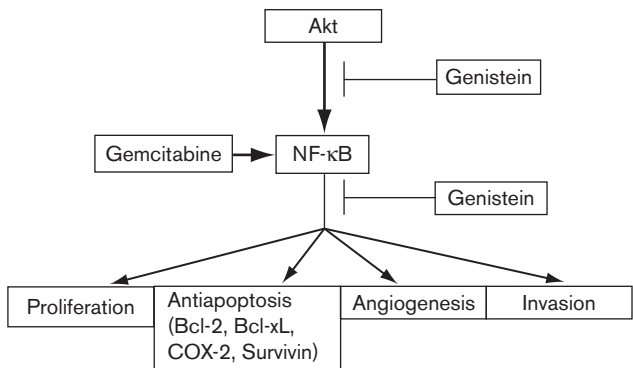 Akt
Genistein
Gemcitabine
NF-κB
Genistein
Proliferation
Antiapoptosis
(Bcl-2, Bcl-xL,
COX-2, Survivin)
Angiogenesis
Invasion